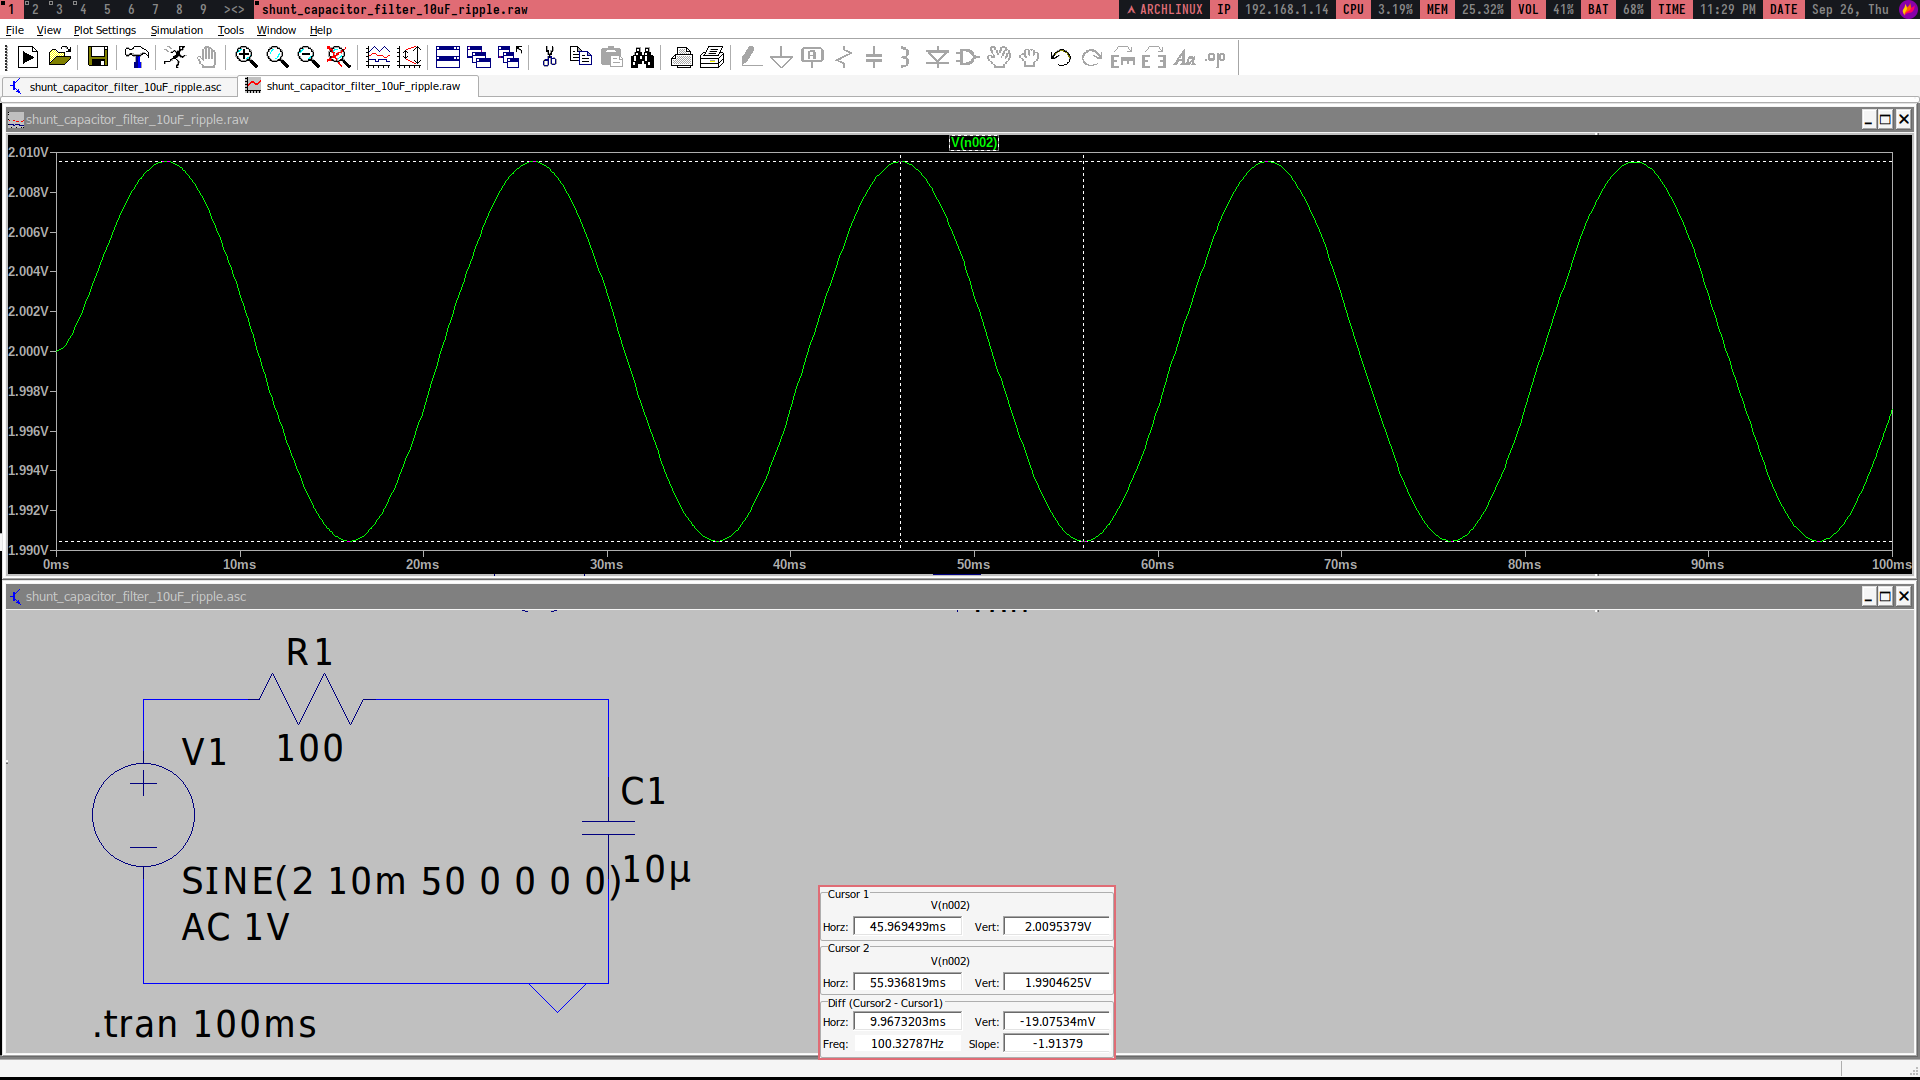 1 2 3 4 5 6 7 8 9 ><> shunt_capacitor_filter_10uF_ripple.raw ARCHLINUX IP 192.168.1.14 CPU 3.19% MEM 25.32% VOL 41% BAT 68% TIME 11:29 PM DATE Sep 26, Thu
File View Plot Settings Simulation Tools Window Help
A Aa .op
shunt_capacitor_filter_10uF_ripple.asc shunt_capacitor_filter_10uF_ripple.raw
shunt_capacitor_filter_10uF_ripple.raw
V(n002)
2.010V
2.008V
2.006V
2.004V
2.002V
2.000V
1.998V
1.996V
1.994V
1.992V
1.990V
0ms 10ms 20ms 30ms 40ms 50ms 60ms 70ms 80ms 90ms 100ms
shunt_capacitor_filter_10uF_ripple.asc
R1
100
V1
C1
10µ
SINE(2 10m 50 0 0 0 0)
AC 1V
.tran 100ms
Cursor 1
V(n002)
Horz: 45.969499ms Vert: 2.0095379V
Cursor 2
V(n002)
Horz: 55.936819ms Vert: 1.9904625V
Diff (Cursor2 - Cursor1)
Horz: 9.9673203ms Vert: -19.07534mV
Freq: 100.32787Hz Slope: -1.91379